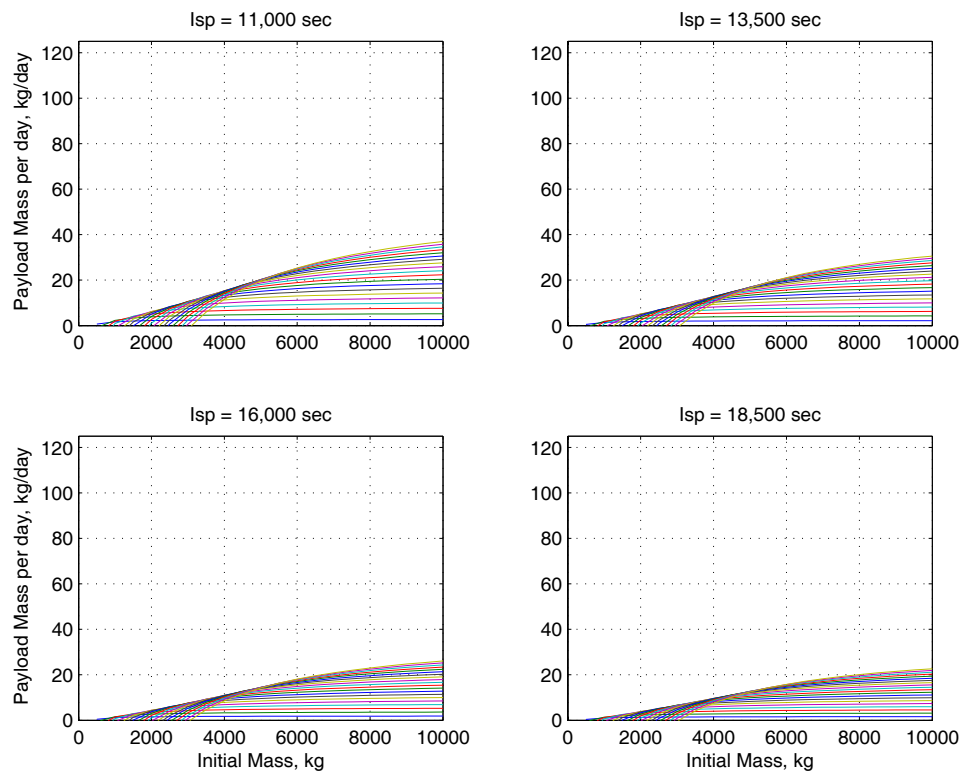 Isp = 11,000 sec
Payload Mass per day, kg/day
120
100
80
60
40
20
0
0 2000 4000 6000 8000 10000
Isp = 13,500 sec
120
100
80
60
40
20
0
0 2000 4000 6000 8000 10000
Isp = 16,000 sec
Payload Mass per day, kg/day
120
100
80
60
40
20
0
0 2000 4000 6000 8000 10000
Initial Mass, kg
Isp = 18,500 sec
120
100
80
60
40
20
0
0 2000 4000 6000 8000 10000
Initial Mass, kg